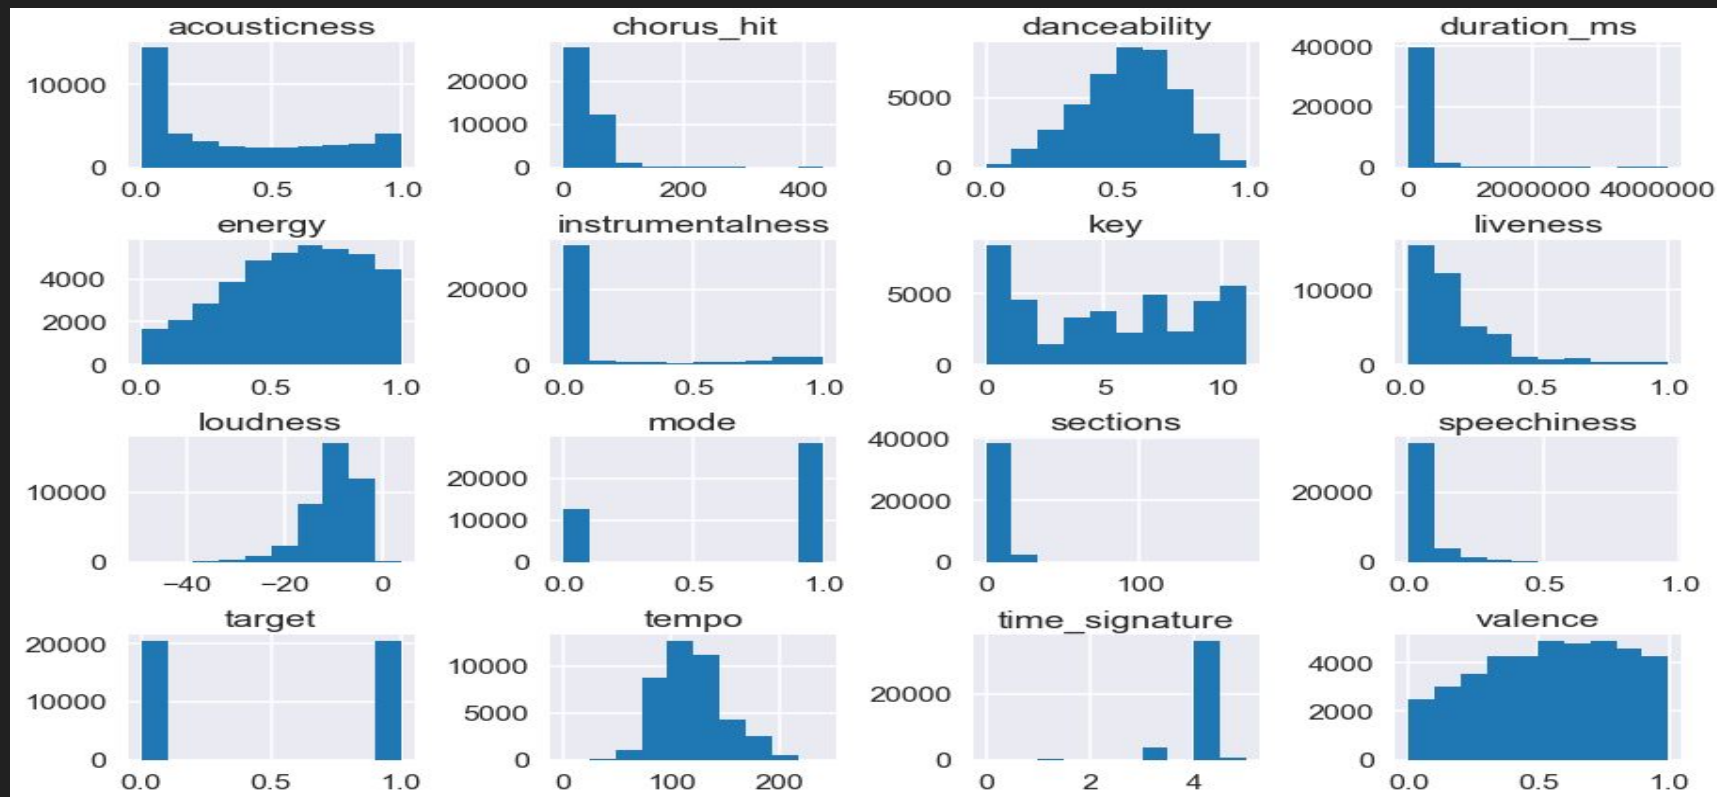 acousticness chorus_hit danceability duration_ms
10000
0
0.0 0.5 1.0
20000
10000
0
0 200 400
5000
0
0.0 0.5 1.0
40000
20000
0
0 2000000 4000000
energy instrumentalness key liveness
4000
2000
0
0.0 0.5 1.0
20000
0
0.0 0.5 1.0
5000
0
0 5 10
10000
0
0.0 0.5 1.0
loudness mode sections speechiness
10000
0
−40 −20 0
20000
10000
0
0.0 0.5 1.0
40000
20000
0
0 100
20000
0
0.0 0.5 1.0
target tempo time_signature valence
20000
10000
0
0.0 0.5 1.0
10000
5000
0
0 100 200
20000
0
0 2 4
4000
2000
0
0.0 0.5 1.0